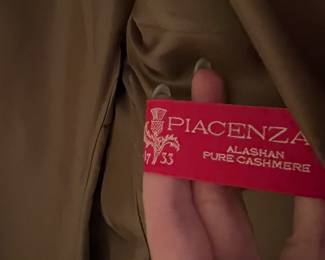 PIACENZA
ALASHAN
PURE CASHMERE
1733